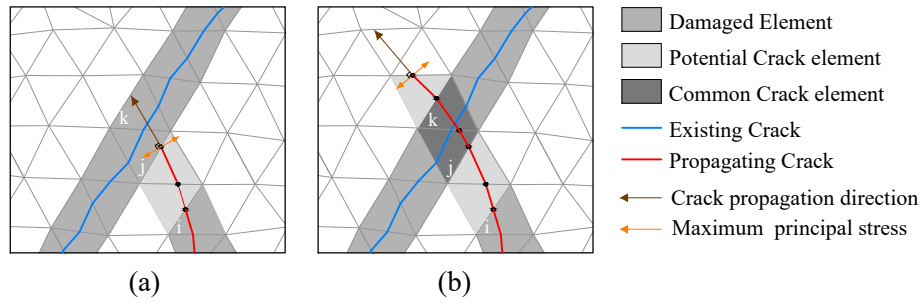 k
j
i
(a)
k
j
i
(b)
Damaged Element
Potential Crack element
Common Crack element
Existing Crack
Propagating Crack
Crack propagation direction
Maximum principal stress